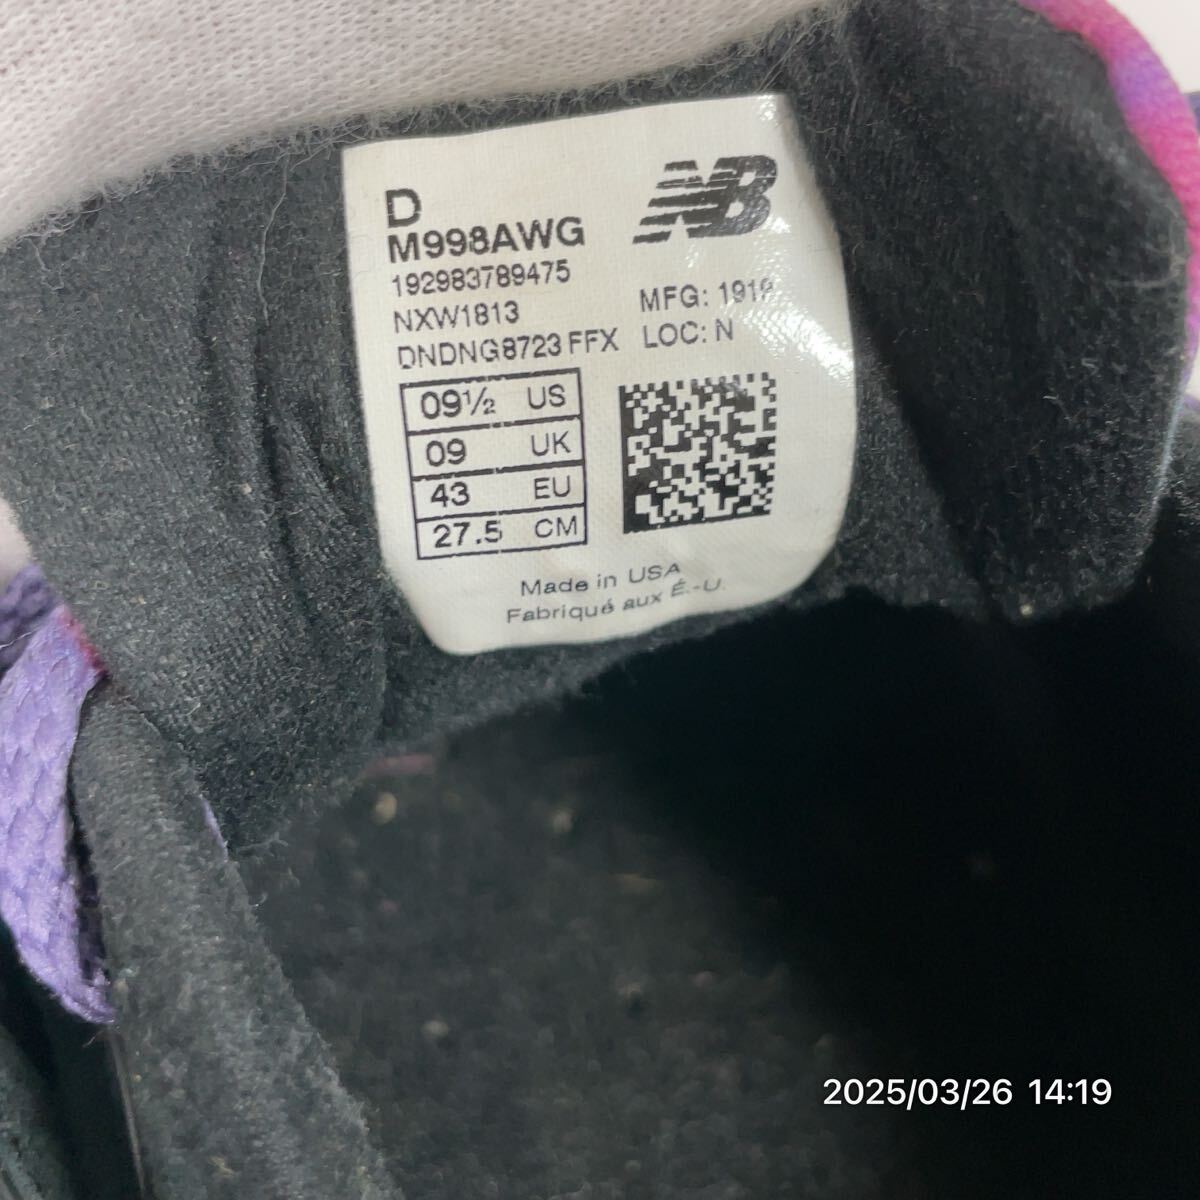 D
M998AWG
192983789475
NXW1813
DNDNG8723 FFX
NB
MFG: 1919
LOC: N
09½ US
09 UK
43 EU
27.5 CM
Made in USA
Fabriqué aux É.-U.
2025/03/26 14:19